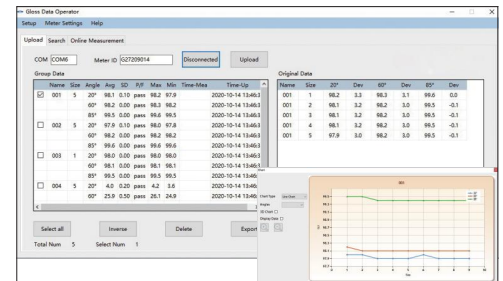 Gloss Data Operator
Setup Meter Settings Help
Upload Search Online Measurement
COM COM6 Meter ID G27209014 Disconnected Upload
Group Data
Name Size Angle Avg SD P/F Max Min Time-Mea Time-Up
001 5 20° 98.1 0.10 pass 98.2 97.9 2020-10-14 13:46:3
60° 98.2 0.00 pass 98.3 98.2 2020-10-14 13:46:3
85° 99.5 0.00 pass 99.6 99.5 2020-10-14 13:46:3
002 5 20° 97.9 0.10 pass 98.0 97.8 2020-10-14 13:46:3
60° 98.2 0.00 pass 98.2 98.2 2020-10-14 13:46:3
85° 99.6 0.00 pass 99.6 99.6 2020-10-14 13:46:3
003 1 20° 98.0 0.00 pass 98.0 98.0 2020-10-14 13:46:3
60° 98.1 0.00 pass 98.1 98.1 2020-10-14 13:46:3
85° 99.5 0.00 pass 99.5 99.5 2020-10-14 13:46:3
004 5 20° 4.0 0.20 pass 4.2 3.6 2020-10-14 13:46:
60° 25.9 0.50 pass 26.1 24.9 2020-10-14 13:46:
Select all Inverse Delete Export
Total Num 5 Select Num 1
Original Data
Name Size 20° Dev 60° Dev 85° Dev
001 1 98.2 3.3 98.3 3.1 99.6 0.0
001 2 98.1 3.2 98.2 3.0 99.5 -0.1
001 3 98.1 3.2 98.2 3.0 99.5 -0.1
001 4 98.1 3.2 98.2 3.0 99.5 -0.1
001 5 97.9 3.0 98.2 3.0 99.5 -0.1
Chart Type
Angles
3D Chart
Display Data
001